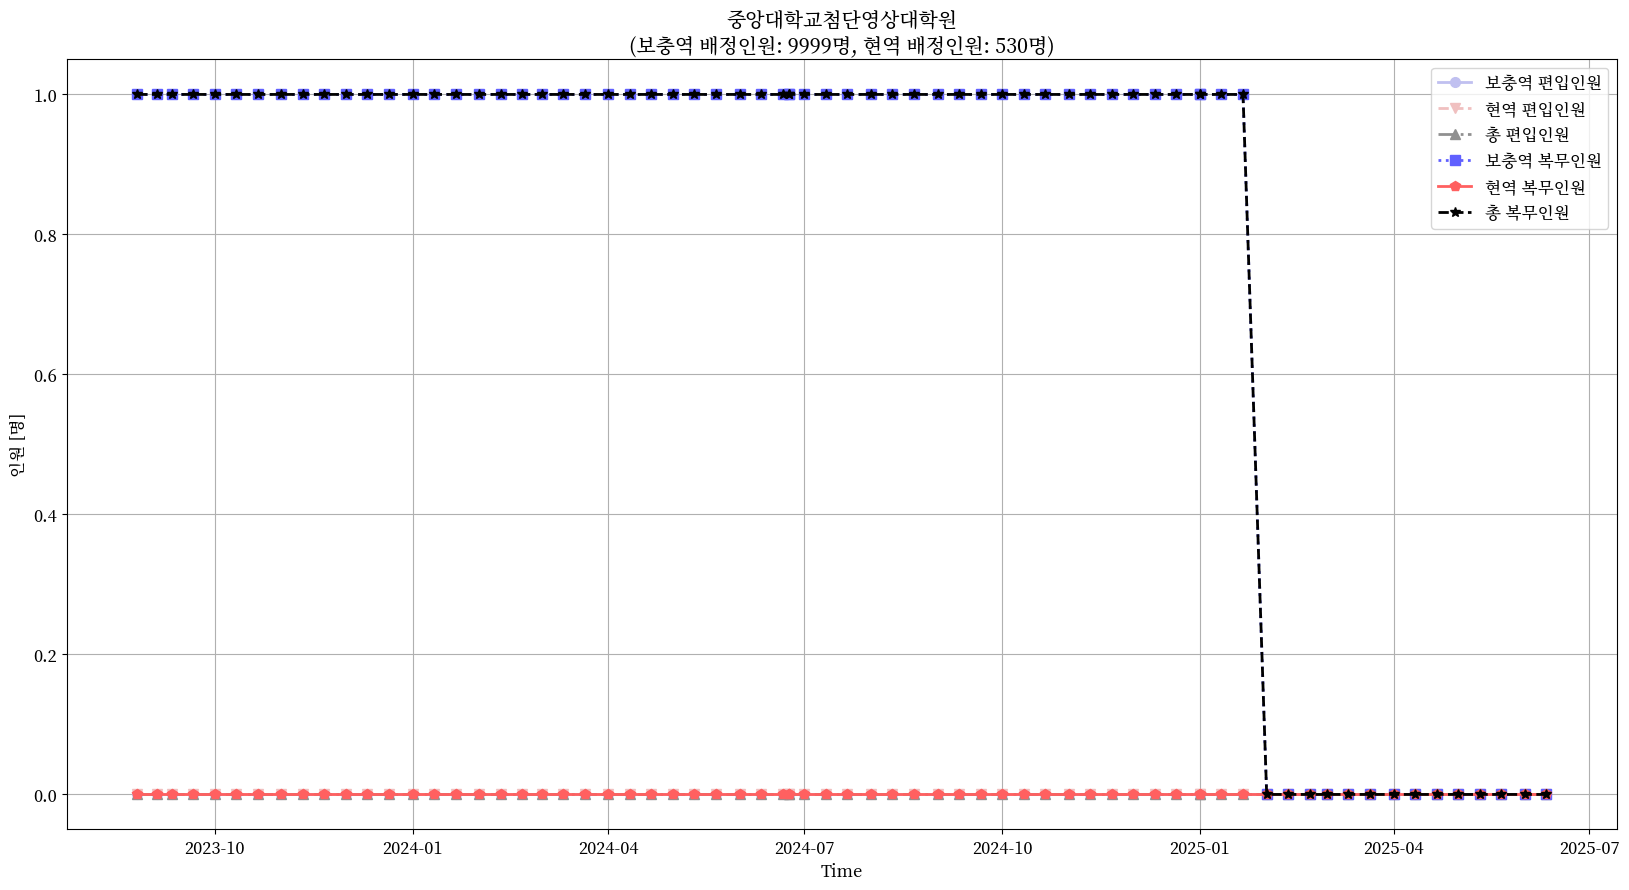 중앙대학교첨단영상대학원
(보충역 배정인원: 9999명, 현역 배정인원: 530명)
보충역 편입인원
현역 편입인원
총 편입인원
보충역 복무인원
현역 복무인원
총 복무인원
인원 [명]
1.0
0.8
0.6
0.4
0.2
0.0
2023-10
2024-01
2024-04
2024-07
2024-10
2025-01
2025-04
2025-07
Time